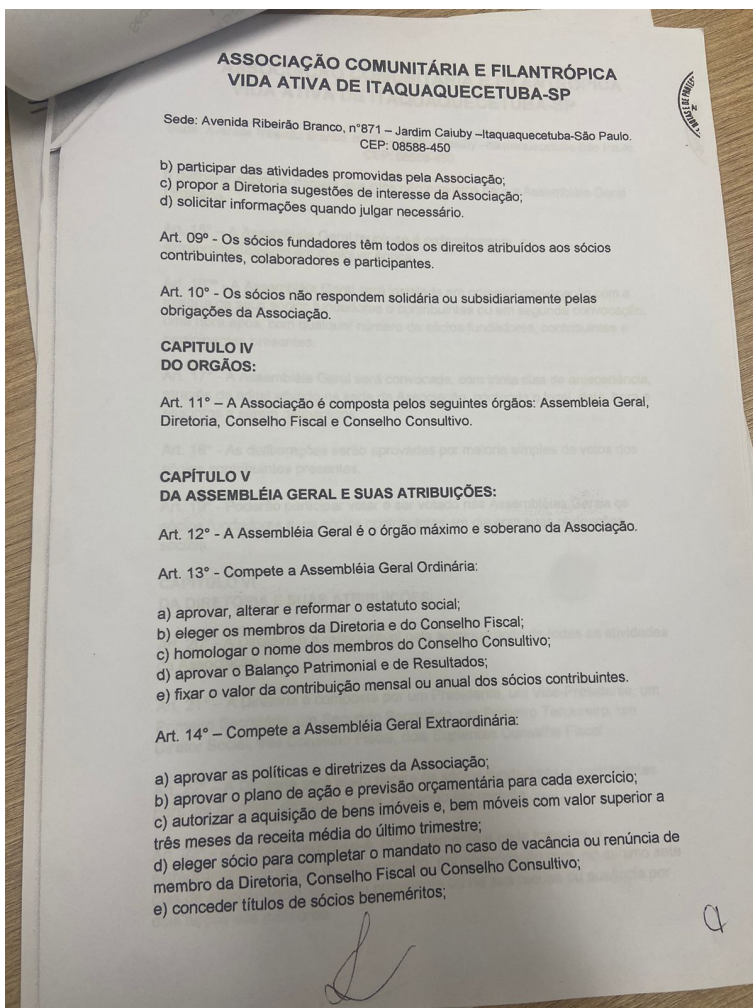 ASSOCIAÇÃO COMUNITÁRIA E FILANTRÓPICA
VIDA ATIVA DE ITAQUAQUECETUBA-SP
Sede: Avenida Ribeirão Branco, n°871 – Jardim Caiuby –Itaquaquecetuba-São Paulo.
CEP: 08588-450
b) participar das atividades promovidas pela Associação;
c) propor a Diretoria sugestões de interesse da Associação;
d) solicitar informações quando julgar necessário.
Art. 09º - Os sócios fundadores têm todos os direitos atribuídos aos sócios
contribuintes, colaboradores e participantes.
Art. 10° - Os sócios não respondem solidária ou subsidiariamente pelas
obrigações da Associação.
CAPITULO IV
DO ORGÃOS:
Art. 11° – A Associação é composta pelos seguintes órgãos: Assembleia Geral,
Diretoria, Conselho Fiscal e Conselho Consultivo.
CAPÍTULO V
DA ASSEMBLÉIA GERAL E SUAS ATRIBUIÇÕES:
Art. 12° - A Assembléia Geral é o órgão máximo e soberano da Associação.
Art. 13° - Compete a Assembléia Geral Ordinária:
a) aprovar, alterar e reformar o estatuto social;
b) eleger os membros da Diretoria e do Conselho Fiscal;
c) homologar o nome dos membros do Conselho Consultivo;
d) aprovar o Balanço Patrimonial e de Resultados;
e) fixar o valor da contribuição mensal ou anual dos sócios contribuintes.
Art. 14° – Compete a Assembléia Geral Extraordinária:
a) aprovar as políticas e diretrizes da Associação;
b) aprovar o plano de ação e previsão orçamentária para cada exercício;
c) autorizar a aquisição de bens imóveis e, bem móveis com valor superior a
três meses da receita média do último trimestre;
d) eleger sócio para completar o mandato no caso de vacância ou renúncia de
membro da Diretoria, Conselho Fiscal ou Conselho Consultivo;
e) conceder títulos de sócios beneméritos;